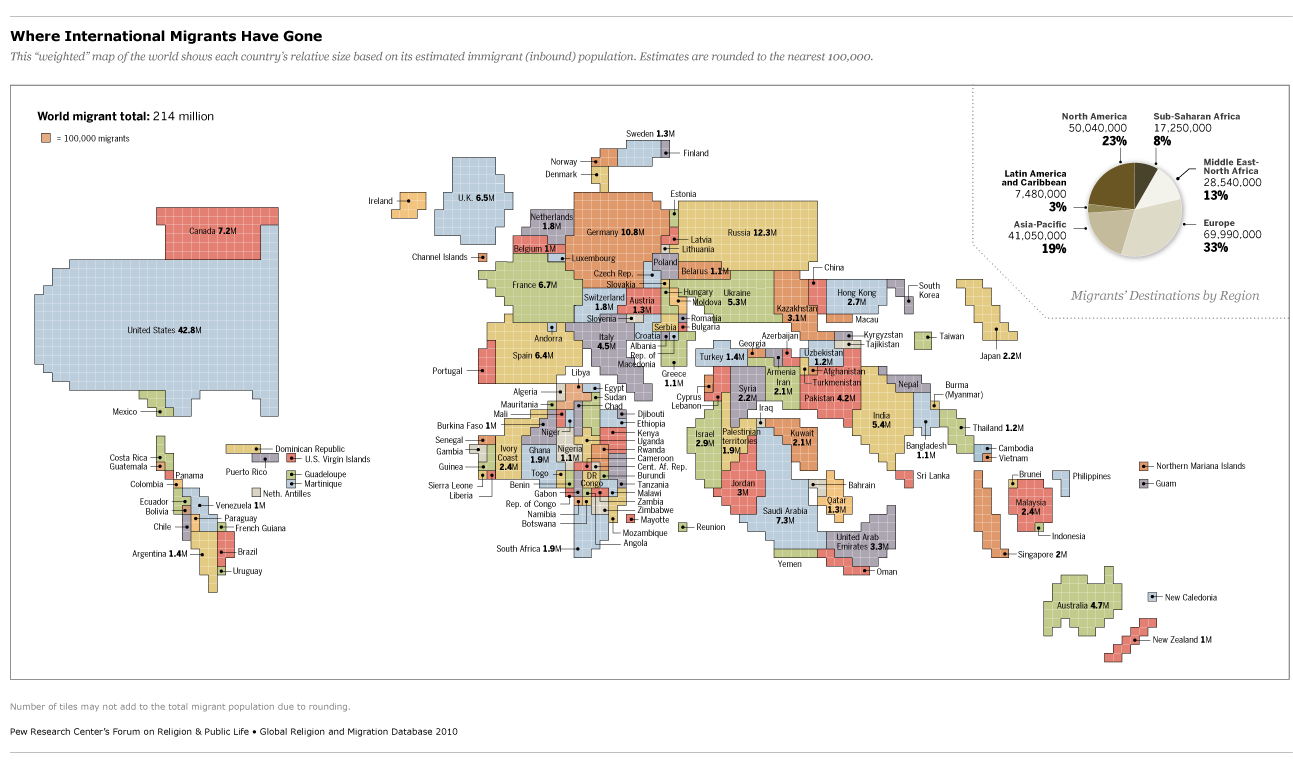 Where International Migrants Have Gone
This “weighted” map of the world shows each country’s relative size based on its estimated immigrant (inbound) population. Estimates are rounded to the nearest 100,000.
World migrant total: 214 million
= 100,000 migrants
North America
50,040,000
23%
Sub-Saharan Africa
17,250,000
8%
Middle East-
North Africa
28,540,000
13%
Latin America
and Caribbean
7,480,000
3%
Asia-Pacific
41,050,000
19%
Europe
69,990,000
33%
Migrants’ Destinations by Region
Canada 7.2M
United States 42.8M
Mexico
Costa Rica
Guatemala
Panama
Colombia
Ecuador
Bolivia
Chile
Argentina 1.4M
Venezuela 1M
Paraguay
French Guiana
Brazil
Uruguay
Dominican Republic
U.S. Virgin Islands
Puerto Rico
Guadeloupe
Martinique
Neth. Antilles
Sweden 1.3M
Finland
Norway
Denmark
Ireland
U.K. 6.5M
Estonia
Netherlands
1.8M
Germany 10.8M
Russia 12.3M
Belgium 1M
Latvia
Lithuania
Channel Islands
Luxembourg
Poland
Czech Rep.
Belarus 1.1M
Slovakia
France 6.7M
Switzerland
1.8M
Austria
1.3M
Hungary
Moldova
Ukraine
5.3M
Kazakhstan
3.1M
China
Hong Kong
2.7M
South
Korea
Macau
Slovenia
Romania
Serbia
Bulgaria
Andorra
Italy
4.5M
Croatia
Albania
Rep. of
Macedonia
Spain 6.4M
Portugal
Greece
1.1M
Azerbaijan
Georgia
Turkey 1.4M
Kyrgyzstan
Tajikistan
Uzbekistan
1.2M
Taiwan
Japan 2.2M
Armenia
Iran
2.1M
Afghanistan
Turkmenistan
Pakistan 4.2M
Nepal
Burma
(Myanmar)
India
5.4M
Bangladesh
1.1M
Thailand 1.2M
Cambodia
Vietnam
Sri Lanka
Cyprus
Lebanon
Syria
2.2M
Iraq
Israel
2.9M
Palestinian
territories
1.9M
Kuwait
2.1M
Jordan
3M
Bahrain
Qatar
1.3M
Saudi Arabia
7.3M
United Arab
Emirates 3.3M
Yemen
Oman
Libya
Algeria
Egypt
Sudan
Chad
Mauritania
Mali
Burkina Faso 1M
Niger
Djibouti
Ethiopia
Kenya
Uganda
Rwanda
Cameroon
Cent. Af. Rep.
Burundi
Tanzania
Malawi
Zambia
Zimbabwe
Senegal
Gambia
Guinea
Sierra Leone
Liberia
Ivory
Coast
2.4M
Ghana
1.9M
Nigeria
1.1M
Togo
Benin
DR
Congo
Gabon
Rep. of Congo
Namibia
Botswana
South Africa 1.9M
Mayotte
Mozambique
Angola
Reunion
Brunei
Philippines
Malaysia
2.4M
Indonesia
Singapore 2M
Northern Mariana Islands
Guam
Australia 4.7M
New Caledonia
New Zealand 1M
Number of tiles may not add to the total migrant population due to rounding.
Pew Research Center’s Forum on Religion & Public Life • Global Religion and Migration Database 2010